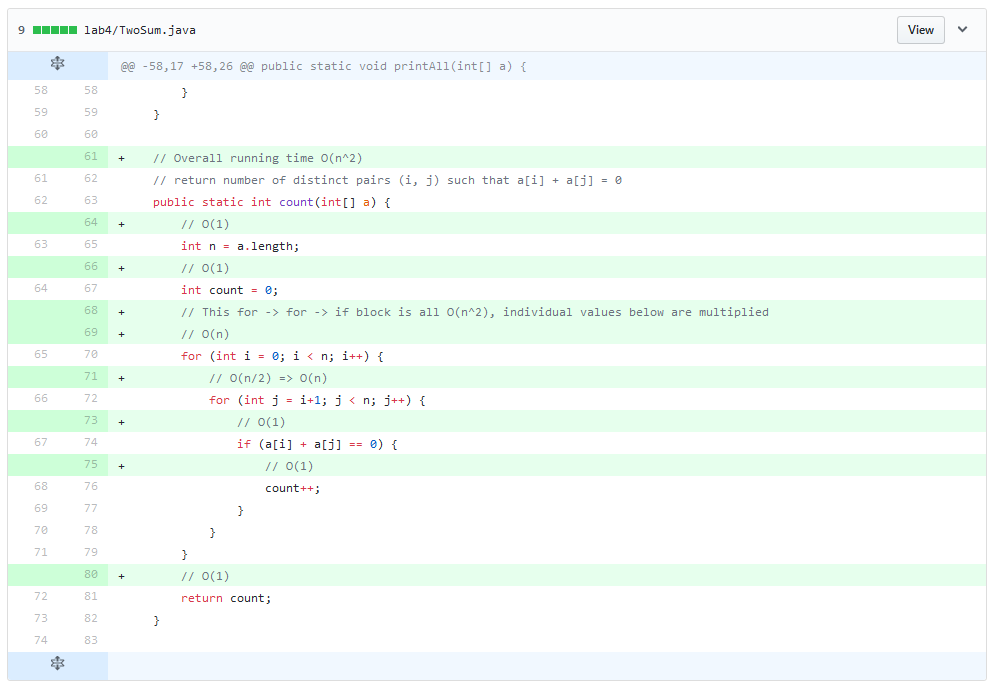 9 lab4/TwoSum.java View
@@ -58,17 +58,26 @@ public static void printAll(int[] a) {
58 58 }
59 59 }
60 60
61 + // Overall running time O(n^2)
61 62 // return number of distinct pairs (i, j) such that a[i] + a[j] = 0
62 63 public static int count(int[] a) {
64 + // O(1)
63 65 int n = a.length;
66 + // O(1)
64 67 int count = 0;
68 + // This for -> for -> if block is all O(n^2), individual values below are multiplied
69 + // O(n)
65 70 for (int i = 0; i < n; i++) {
71 + // O(n/2) => O(n)
66 72 for (int j = i+1; j < n; j++) {
73 + // O(1)
67 74 if (a[i] + a[j] == 0) {
75 + // O(1)
68 76 count++;
69 77 }
70 78 }
71 79 }
80 + // O(1)
72 81 return count;
73 82 }
74 83